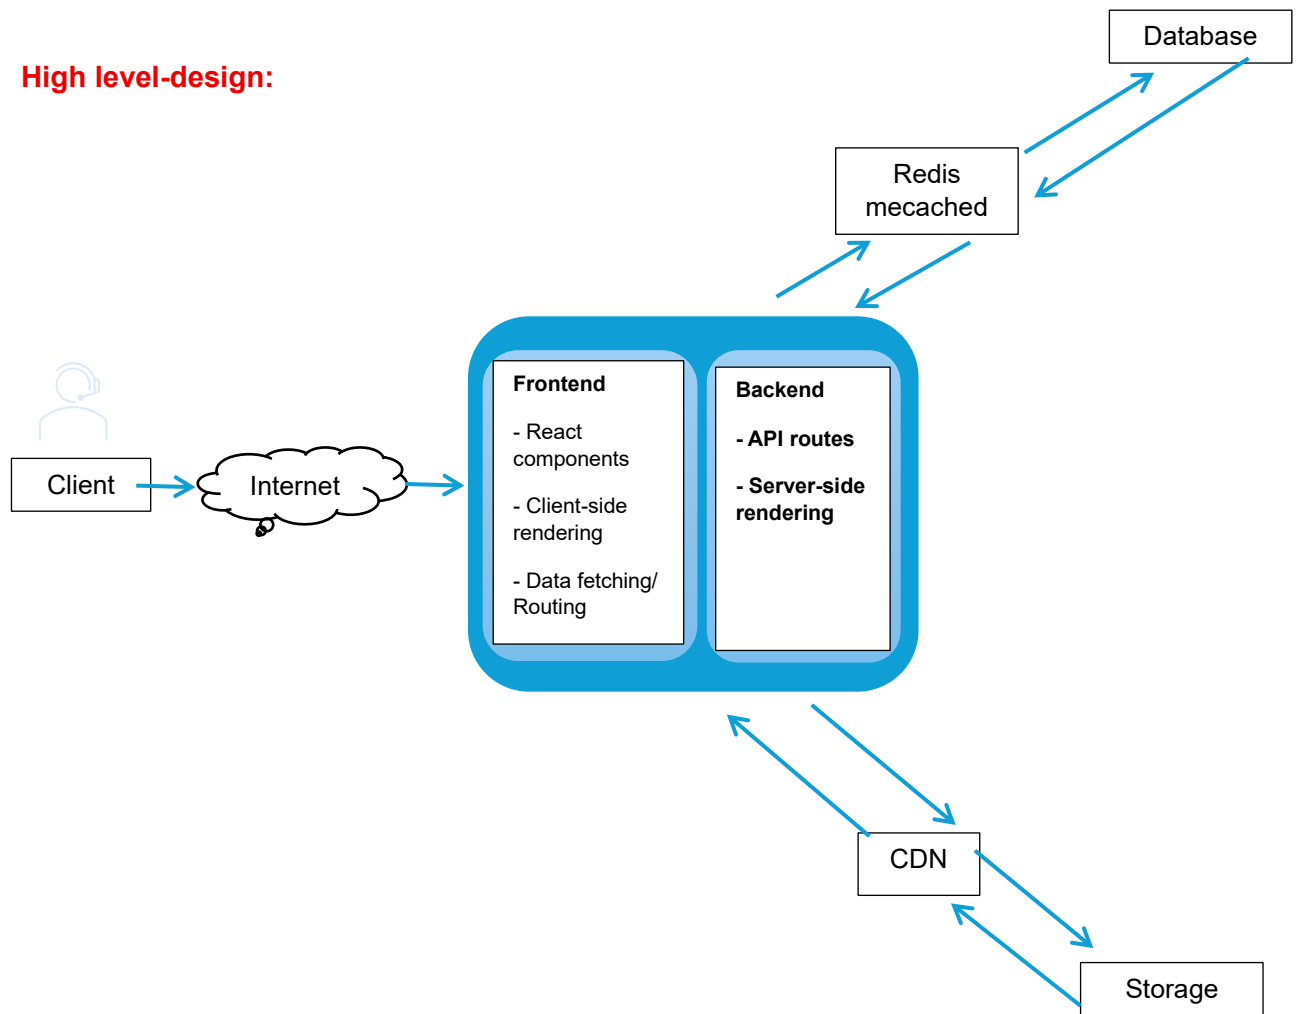 High level-design:
Database
Redis
mecached
Frontend
- React
components
- Client-side
rendering
- Data fetching/
Routing
Backend
- API routes
- Server-side
rendering
Client
Internet
CDN
Storage